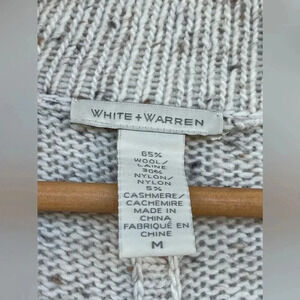 WHITE+WARREN
65%
WOOL/
LAINE
30%
NYLON/
NYLON
5%
CASHMERE/
CACHEMIRE
MADE IN
CHINA
FABRIQUÉ EN
CHINE
M